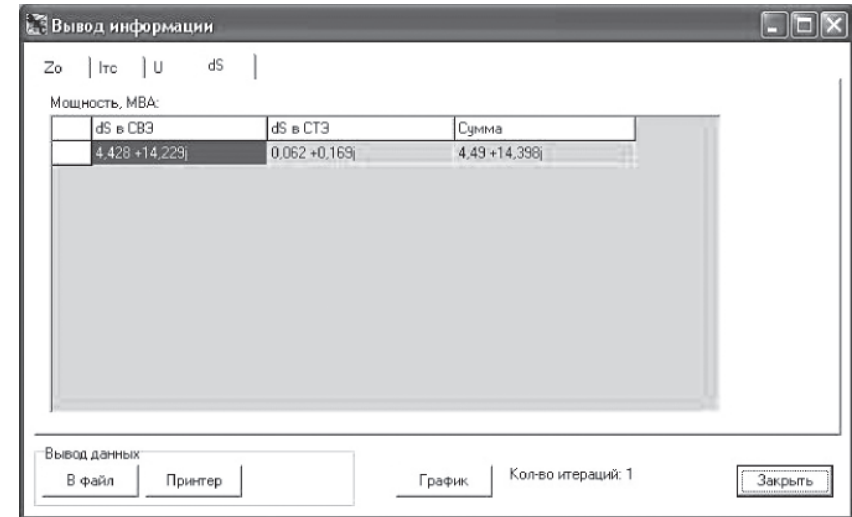 Вывод информации
Zo Iтс U dS
Мощность, МВА:
dS в СВЭ dS в СТЭ Сумма
4,428 +14,229j 0,062 +0,169j 4,49 +14,398j
Вывод данных
В файл Принтер График Кол-во итераций: 1 Закрыть